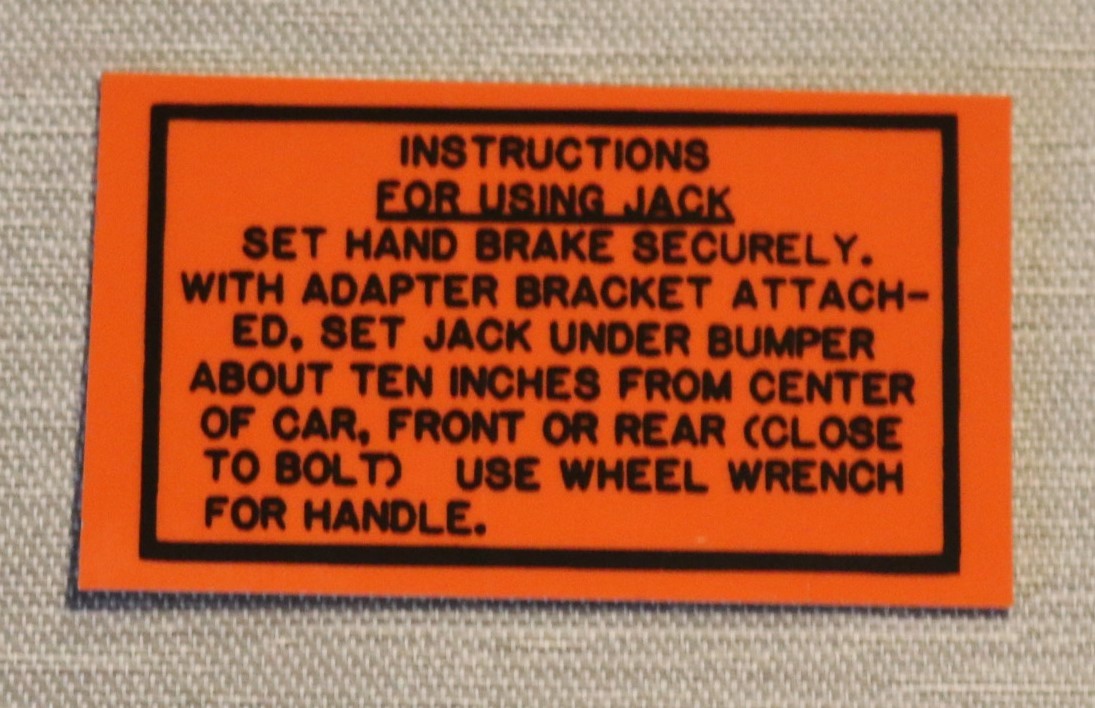 INSTRUCTIONS
FOR USING JACK
SET HAND BRAKE SECURELY.
WITH ADAPTER BRACKET ATTACH-
ED, SET JACK UNDER BUMPER
ABOUT TEN INCHES FROM CENTER
OF CAR, FRONT OR REAR (CLOSE
TO BOLT) USE WHEEL WRENCH
FOR HANDLE.